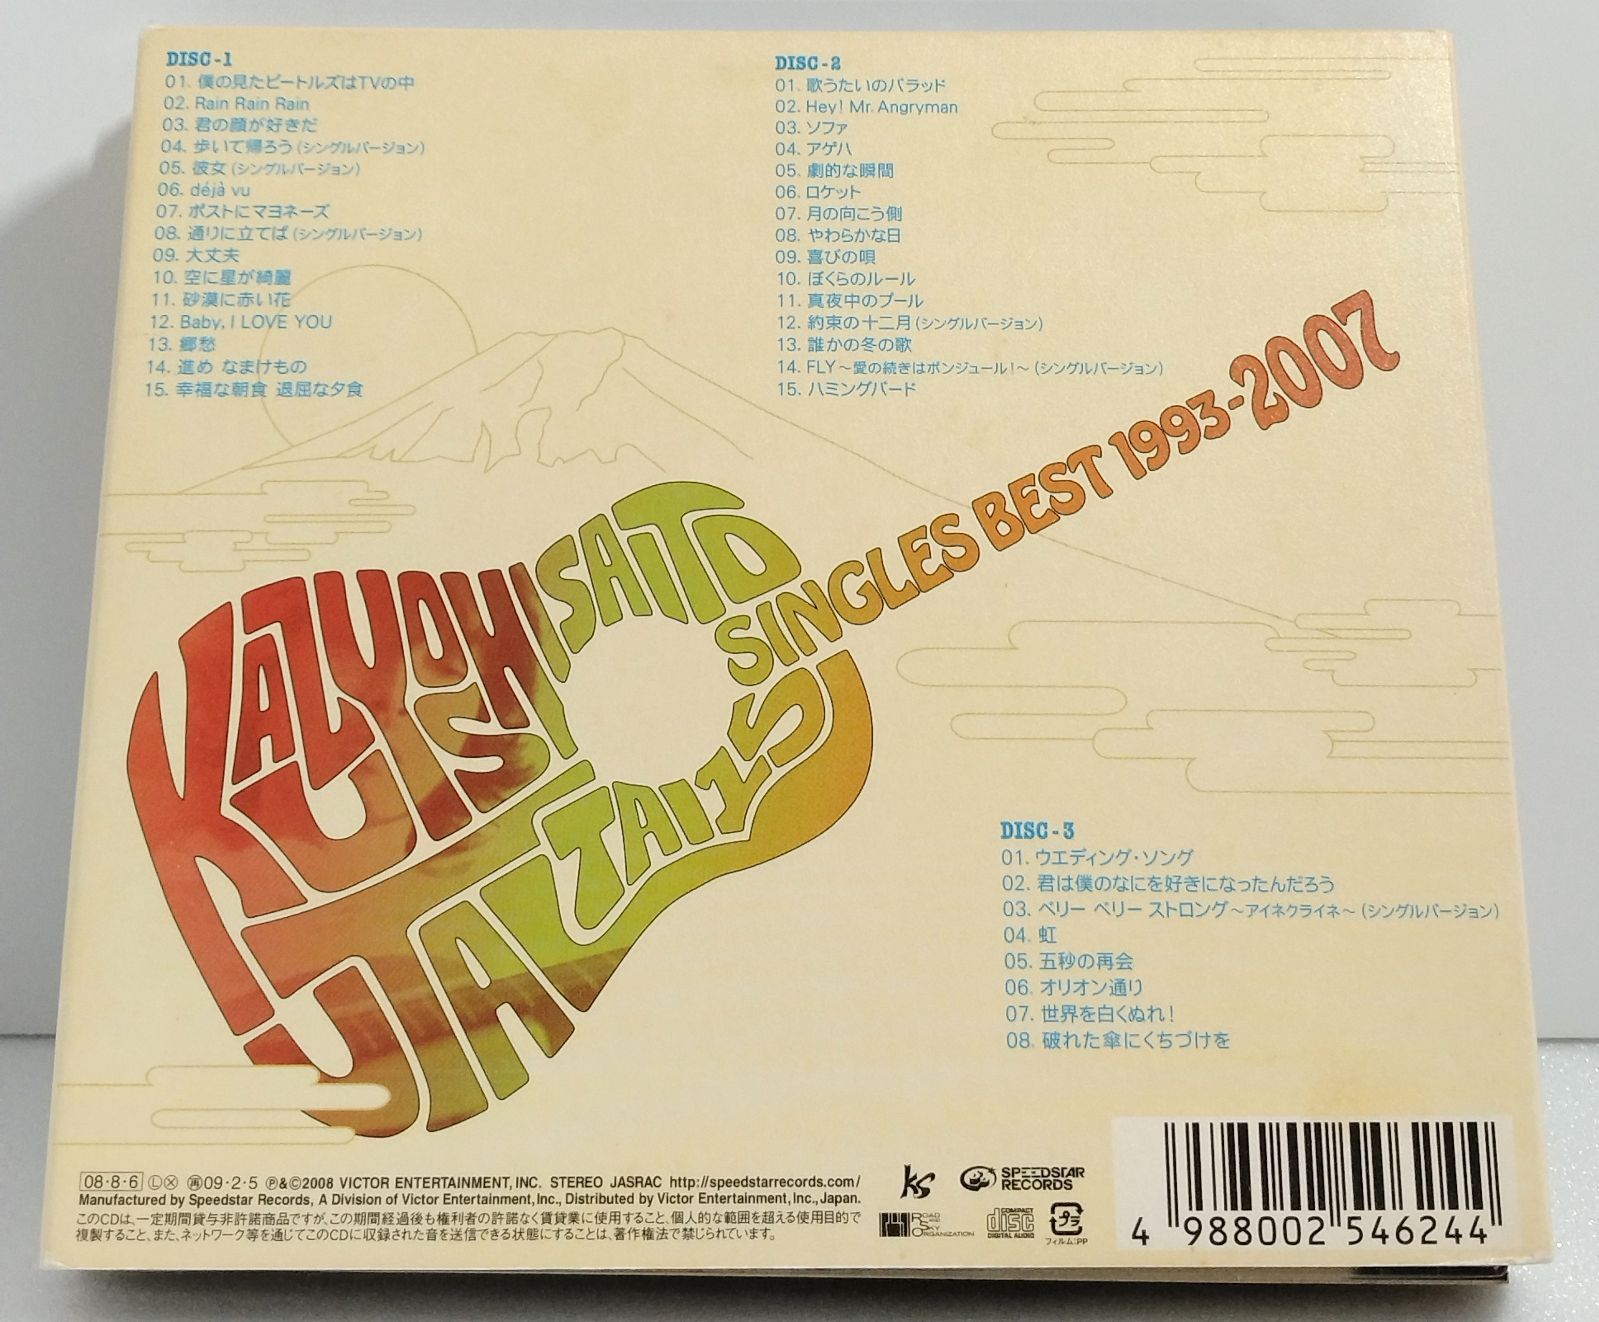 DISC-1
01. 僕の見たビートルズはTVの中
02. Rain Rain Rain
03. 君の顔が好きだ
04. 歩いて帰ろう(シングルバージョン)
05. 彼女(シングルバージョン)
06. déjà vu
07. ポストにマヨネーズ
08. 通りに立てば(シングルバージョン)
09. 大丈夫
10. 空に星が綺麗
11. 砂漠に赤い花
12. Baby, I LOVE YOU
13. 郷愁
14. 進め なまけもの
15. 幸福な朝食 退屈な夕食
DISC-2
01. 歌うたいのバラッド
02. Hey! Mr. Angryman
03. ソファ
04. アゲハ
05. 劇的な瞬間
06. ロケット
07. 月の向こう側
08. やわらかな日
09. 喜びの唄
10. ぼくらのルール
11. 真夜中のプール
12. 約束の十二月(シングルバージョン)
13. 誰かの冬の歌
14. FLY～愛の続きはボンジュール!～(シングルバージョン)
15. ハミングバード
KAZUYOSHI SAITO
SINGLES BEST 1993-2007
DISC-3
01. ウエディング・ソング
02. 君は僕のなにを好きになったんだろう
03. ベリー ベリー ストロング～アイネクライネ～(シングルバージョン)
04. 虹
05. 五秒の再会
06. オリオン通り
07. 世界を白くぬれ!
08. 破れた傘にくちづけを
08・8・6 Ⓛ Ⓧ ㊢09・2・5 ℗&©2008 VICTOR ENTERTAINMENT, INC. STEREO JASRAC http://speedstarrecords.com/
Manufactured by Speedstar Records, A Division of Victor Entertainment, Inc., Distributed by Victor Entertainment, Inc., Japan.
このCDは、一定期間貸与非許諾商品ですが、この期間経過後も権利者の許諾なく賃貸業に使用すること、個人的な範囲を超える使用目的で
複製すること、また、ネットワーク等を通じてこのCDに収録された音を送信できる状態にすることは、著作権法で禁じられています。
KS
SPEEDSTAR
RECORDS
ROAD
AND
SKY
ORGANIZATION
COMPACT
disc
DIGITAL AUDIO
プラ
フィルム:PP
4 988002 546244